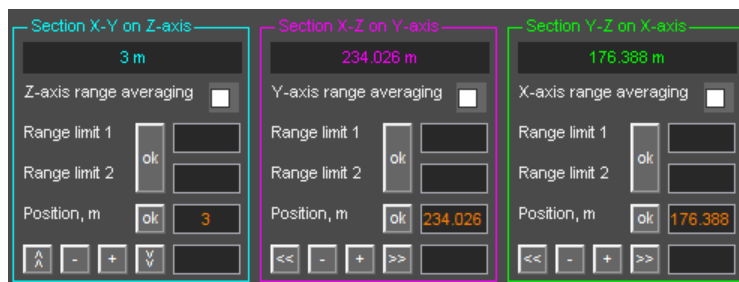 Section X-Y on Z-axis
3 m
Z-axis range averaging
Range limit 1
ok
Range limit 2
Position, m
ok
3
- +
Section X-Z on Y-axis
234.026 m
Y-axis range averaging
Range limit 1
ok
Range limit 2
Position, m
ok
234.026
<< - + >>
Section Y-Z on X-axis
176.388 m
X-axis range averaging
Range limit 1
ok
Range limit 2
Position, m
ok
176.388
<< - + >>